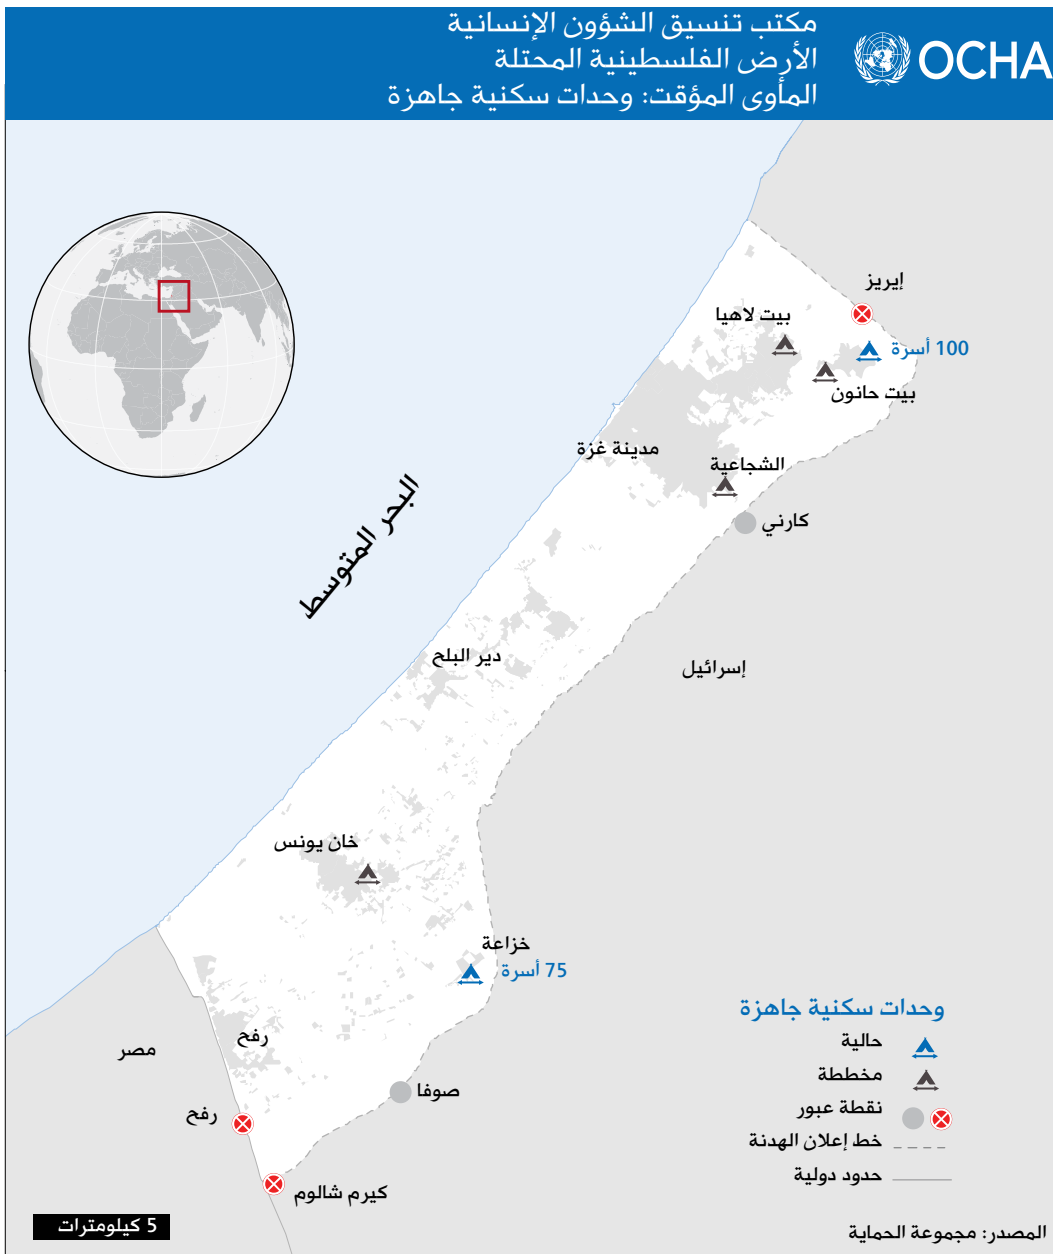 مكتب تنسيق الشؤون الإنسانية
الأرض الفلسطينية المحتلة
المأوى المؤقت: وحدات سكنية جاهزة
OCHA
إيريز
بيت لاهيا
100 أسرة
بيت حانون
مدينة غزة
الشجاعية
كارني
البحر المتوسط
دير البلح
إسرائيل
خان يونس
خزاعة
75 أسرة
رفح
مصر
صوفا
رفح
كيرم شالوم
وحدات سكنية جاهزة
حالية
مخططة
نقطة عبور
خط إعلان الهدنة
حدود دولية
5 كيلومترات
المصدر: مجموعة الحماية